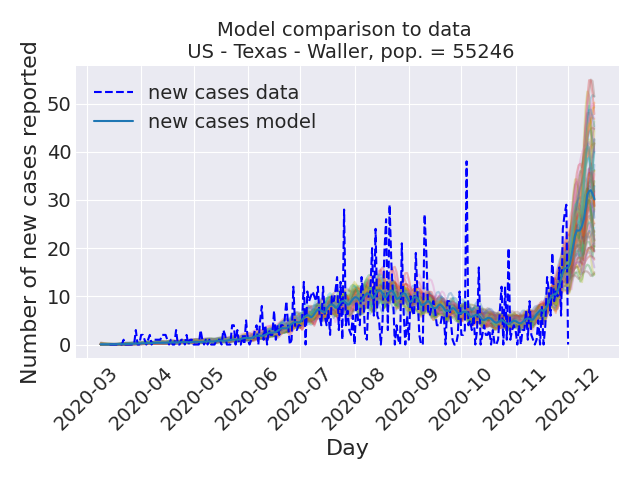 Model comparison to data
US - Texas - Waller, pop. = 55246
new cases data
new cases model
Number of new cases reported
50
40
30
20
10
0
2020-03
2020-04
2020-05
2020-06
2020-07
2020-08
2020-09
2020-10
2020-11
2020-12
Day